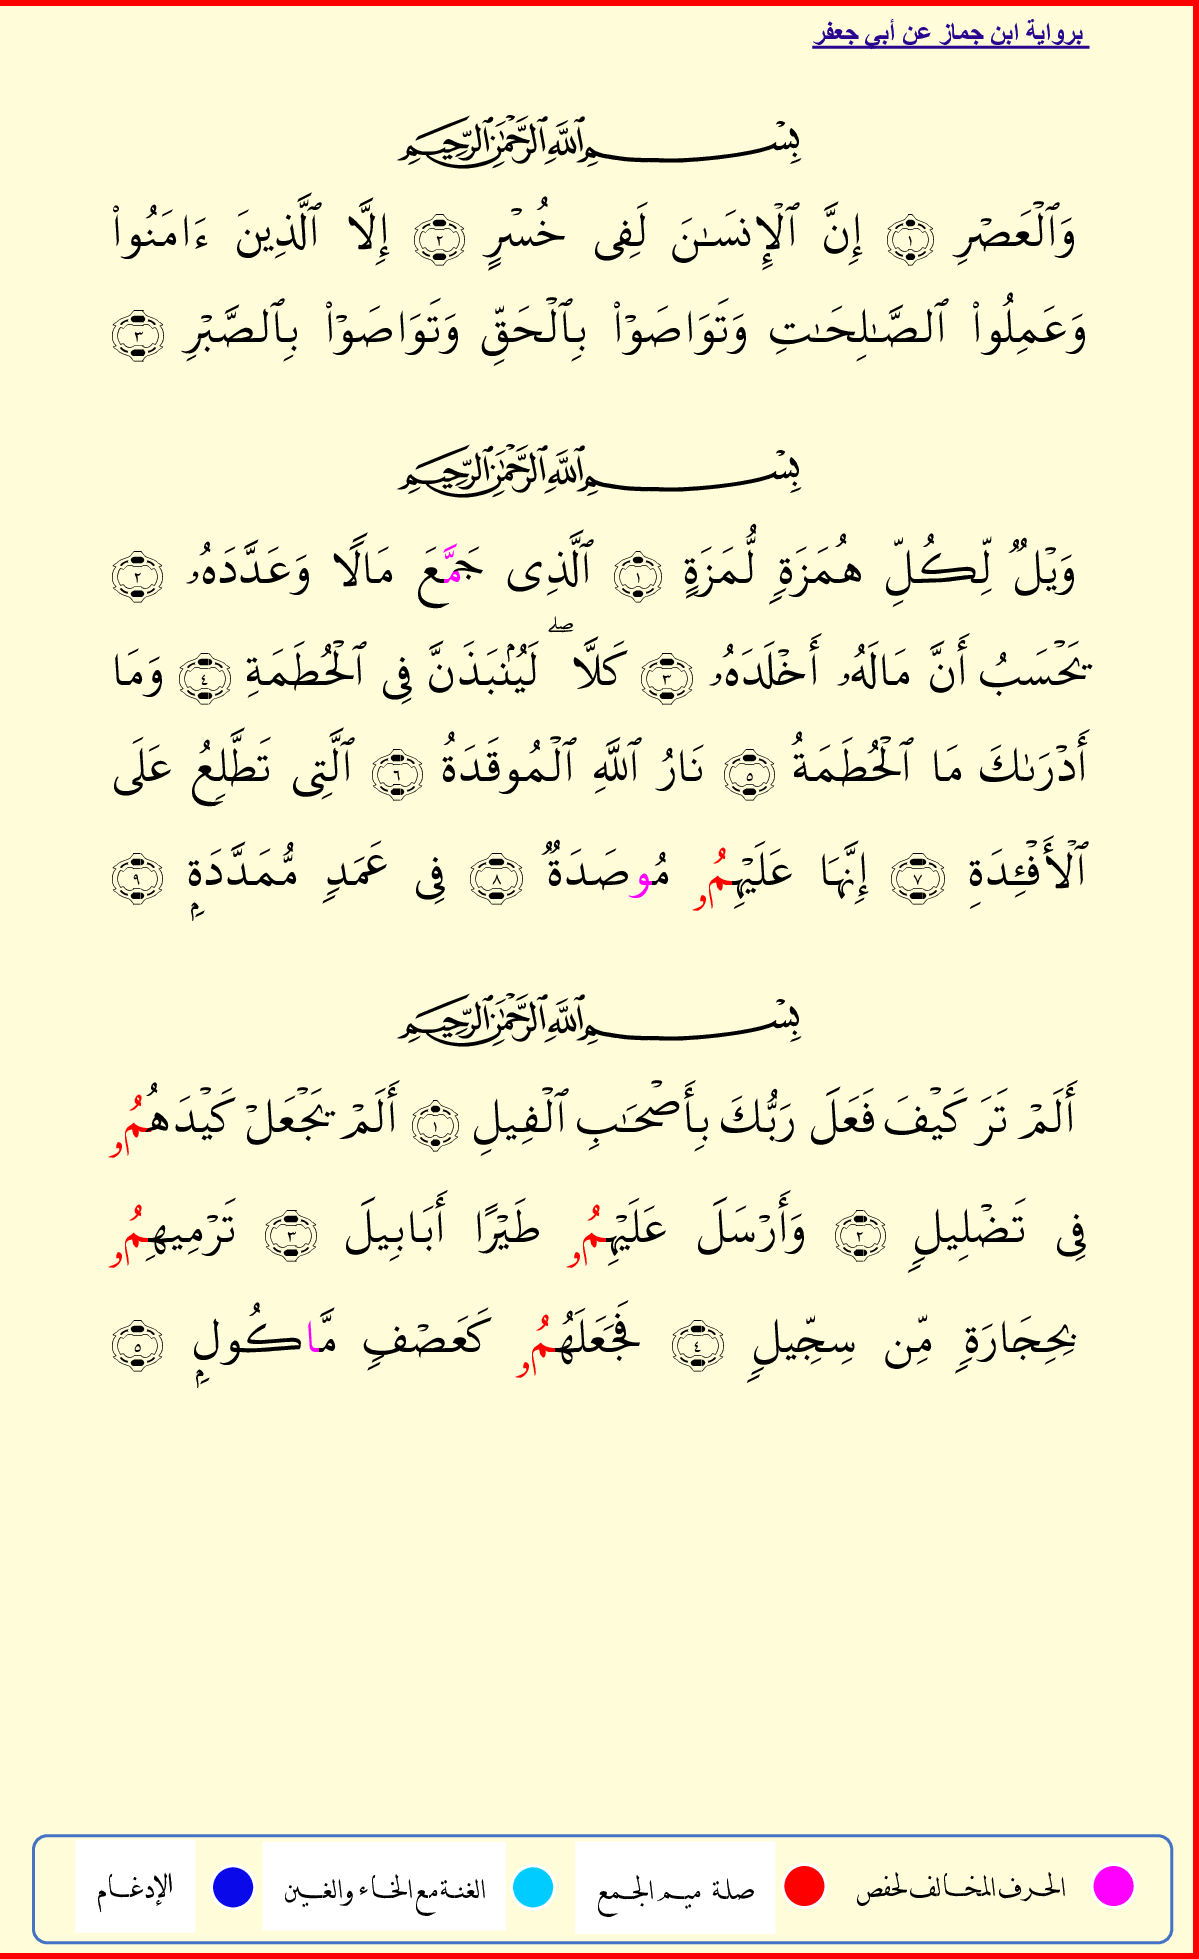 برواية ابن جماز عن أبي جعفر
بِسْمِ ٱللَّهِ ٱلرَّحْمَٰنِ ٱلرَّحِيمِ
وَٱلْعَصْرِ ١ إِنَّ ٱلْإِنسَٰنَ لَفِى خُسْرٍ ٢ إِلَّا ٱلَّذِينَ ءَامَنُوا۟
وَعَمِلُوا۟ ٱلصَّٰلِحَٰتِ وَتَوَاصَوْا۟ بِٱلْحَقِّ وَتَوَاصَوْا۟ بِٱلصَّبْرِ ٣
بِسْمِ ٱللَّهِ ٱلرَّحْمَٰنِ ٱلرَّحِيمِ
وَيْلٌ لِّكُلِّ هُمَزَةٍ لُّمَزَةٍ ١ ٱلَّذِى جَمَّعَ مَالًا وَعَدَّدَهُۥ ٢
يَحْسَبُ أَنَّ مَالَهُۥ أَخْلَدَهُۥ ٣ كَلَّا ۖ لَيُنۢبَذَنَّ فِى ٱلْحُطَمَةِ ٤ وَمَا
أَدْرَىٰكَ مَا ٱلْحُطَمَةُ ٥ نَارُ ٱللَّهِ ٱلْمُوقَدَةُ ٦ ٱلَّتِى تَطَّلِعُ عَلَى
ٱلْأَفْـِٔدَةِ ٧ إِنَّهَا عَلَيْهِمُۥ مُوصَدَةٌ ٨ فِى عَمَدٍ مُّمَدَّدَةِۭ ٩
بِسْمِ ٱللَّهِ ٱلرَّحْمَٰنِ ٱلرَّحِيمِ
أَلَمْ تَرَ كَيْفَ فَعَلَ رَبُّكَ بِأَصْحَٰبِ ٱلْفِيلِ ١ أَلَمْ يَجْعَلْ كَيْدَهُمُۥ
فِى تَضْلِيلٍ ٢ وَأَرْسَلَ عَلَيْهِمُۥ طَيْرًا أَبَابِيلَ ٣ تَرْمِيهِمُۥ
بِحِجَارَةٍ مِّن سِجِّيلٍ ٤ فَجَعَلَهُمُۥ كَعَصْفٍ مَّاكُولِۭ ٥
الحرف المخالف لحفص صلة ميم الجمع الغنة مع الخاء والغين الإدغام